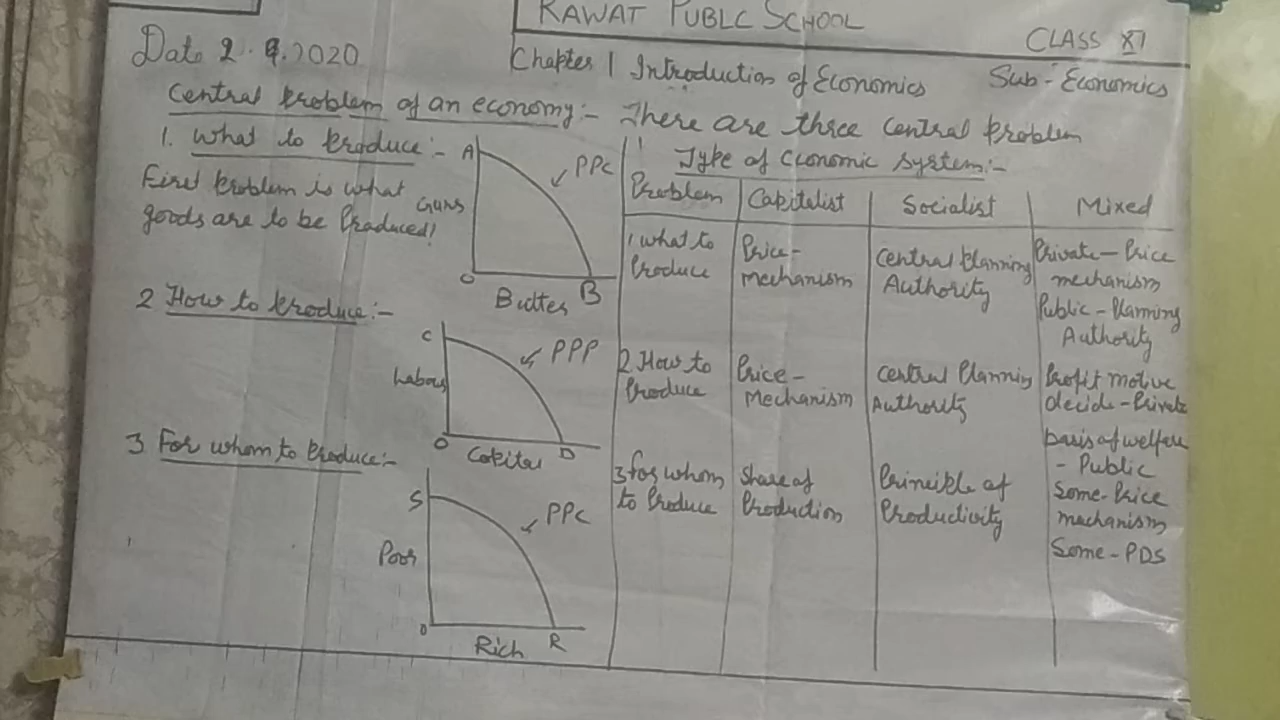 RAWAT PUBLC SCHOOL
CLASS XI
Date 2.9.2020
Chapter 1 Introduction of Economics
Sub- Economics
Central problem of an economy:- There are three central problem
1. What to produce:-
First problem is what
goods are to be Produced!
A
PPC
Guns
O
Butter
B
2 How to produce:-
C
PPP
Labour
O
Capital
D
3 For whom to Produce:-
S
PPC
Poor
O
Rich
R
Type of economic system:-
Problem Capitalist Socialist Mixed
1 what to
Produce
Price-
mechanism
Central planning
Authority
Private-Price
mechanism
Public-Planning
Authority
2 How to
Produce
Price-
Mechanism
Central Planning
Authority
Profit motive
decide-Private
basis of welfare
- Public
3 for whom
to Produce
Share of
Production
Principle of
Productivity
Some-Price
mechanism
Some-PDS